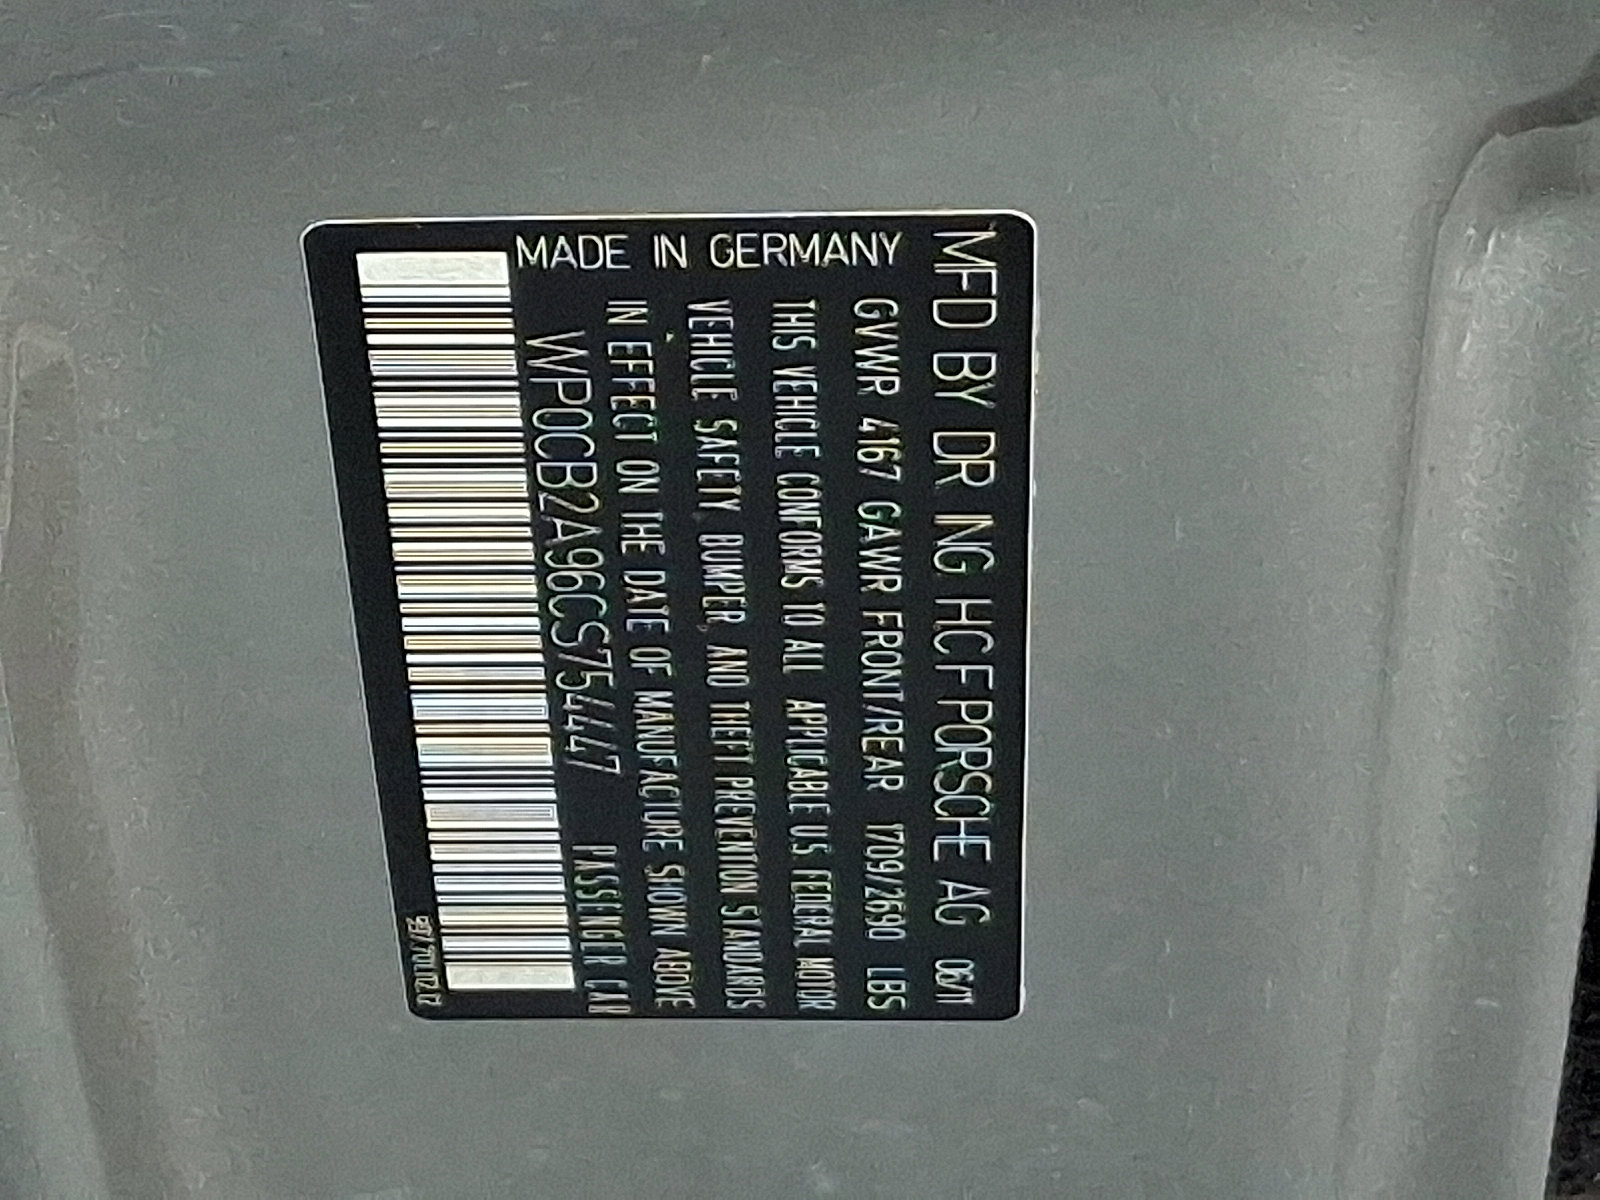 MFD BY DR ING HCF PORSCHE AG 06/11
GVWR 4167 GAWR FRONT/REAR 1709/2690 LBS
THIS VEHICLE CONFORMS TO ALL APPLICABLE US FEDERAL MOTOR
VEHICLE SAFETY, BUMPER, AND THEFT PREVENTION STANDARDS
IN EFFECT ON THE DATE OF MANUFACTURE SHOWN ABOVE
WP0CB2A96CS754447 PASSENGER CAR
MADE IN GERMANY